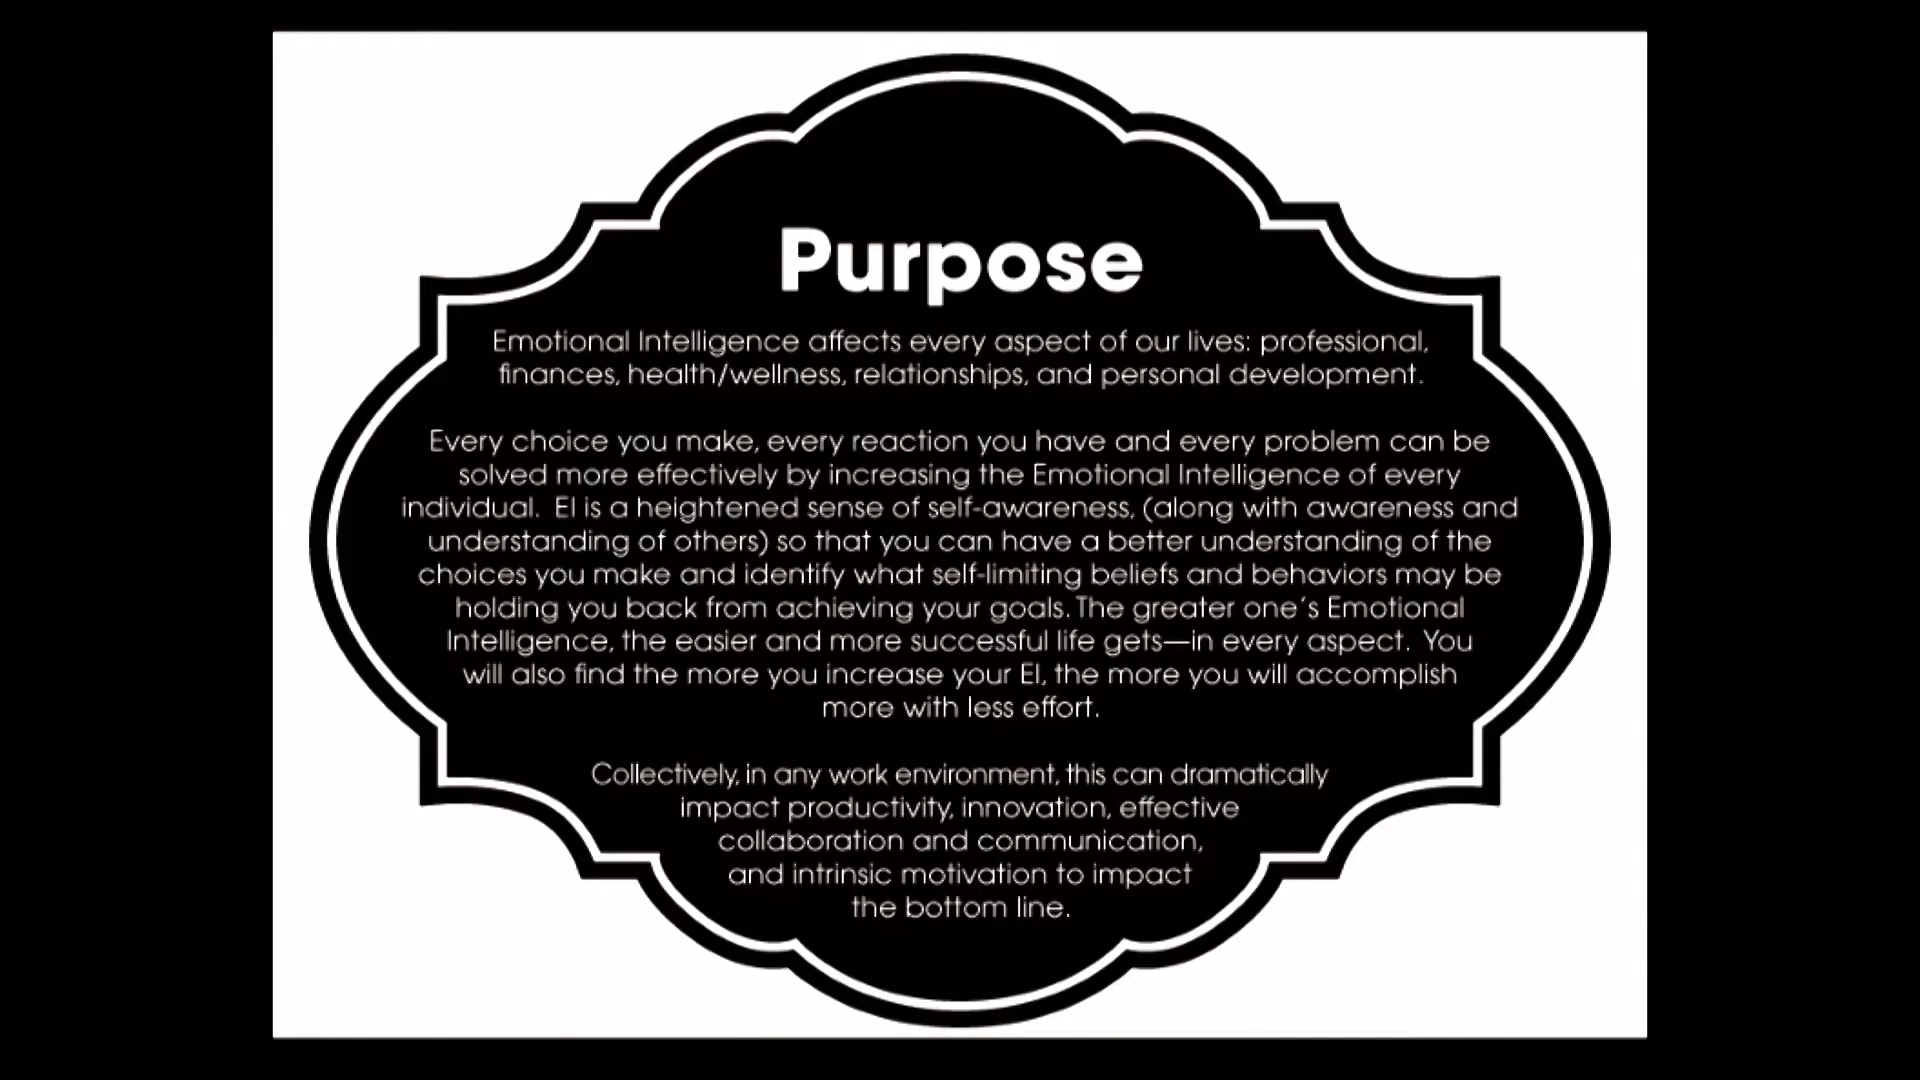 Purpose
Emotional Intelligence affects every aspect of our lives: professional,
finances, health/wellness, relationships, and personal development.
Every choice you make, every reaction you have and every problem can be
solved more effectively by increasing the Emotional Intelligence of every
individual.  EI is a heightened sense of self-awareness, (along with awareness and
understanding of others) so that you can have a better understanding of the
choices you make and identify what self-limiting beliefs and behaviors may be
holding you back from achieving your goals. The greater one´s Emotional
Intelligence, the easier and more successful life gets—in every aspect.  You
will also find the more you increase your EI, the more you will accomplish
more with less effort.
Collectively, in any work environment, this can dramatically
impact productivity, innovation, effective
collaboration and communication,
and intrinsic motivation to impact
the bottom line.